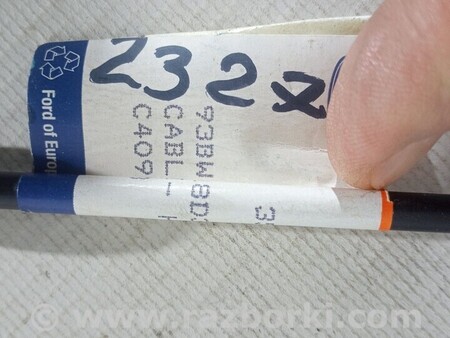 232
Ford of Europ
93BW8D
CABL-
C409
3
© www.razborki.com